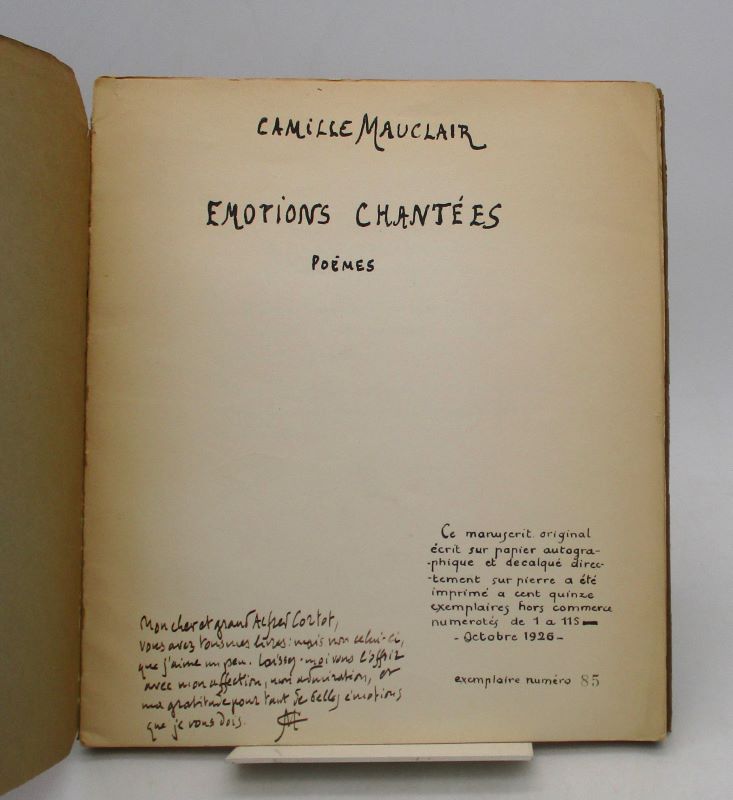 CAMILLE MAUCLAIR
EMOTIONS CHANTÉES
POÉMES
Ce manuscrit original
écrit sur papier autogra-
-phique et decalqué direc-
-tement sur pierre a été
imprimé a cent quinze
exemplaires hors commerce
numérotés de 1 a 115 —
- Octobre 1926 -
exemplaire numéro 85
Mon cher et grand Alfred Cortot,
vous avez tous mes livres : mais non celui-ci,
que j'aime un peu. Laissez-moi vous l'offrir
avec mon affection, mon admiration, et
ma gratitude pour tant de belles émotions
que je vous dois.